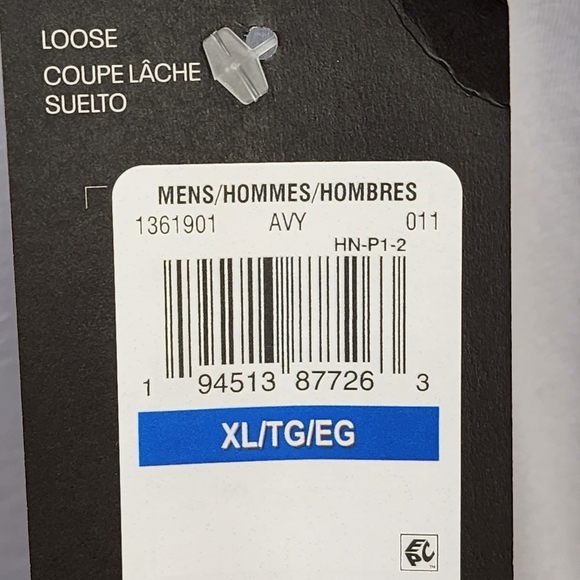 LOOSE
COUPE LÂCHE
SUELTO
MENS/HOMMES/HOMBRES
1361901 AVY 011
HN-P1-2
1 94513 87726 3
XL/TG/EG
EPC